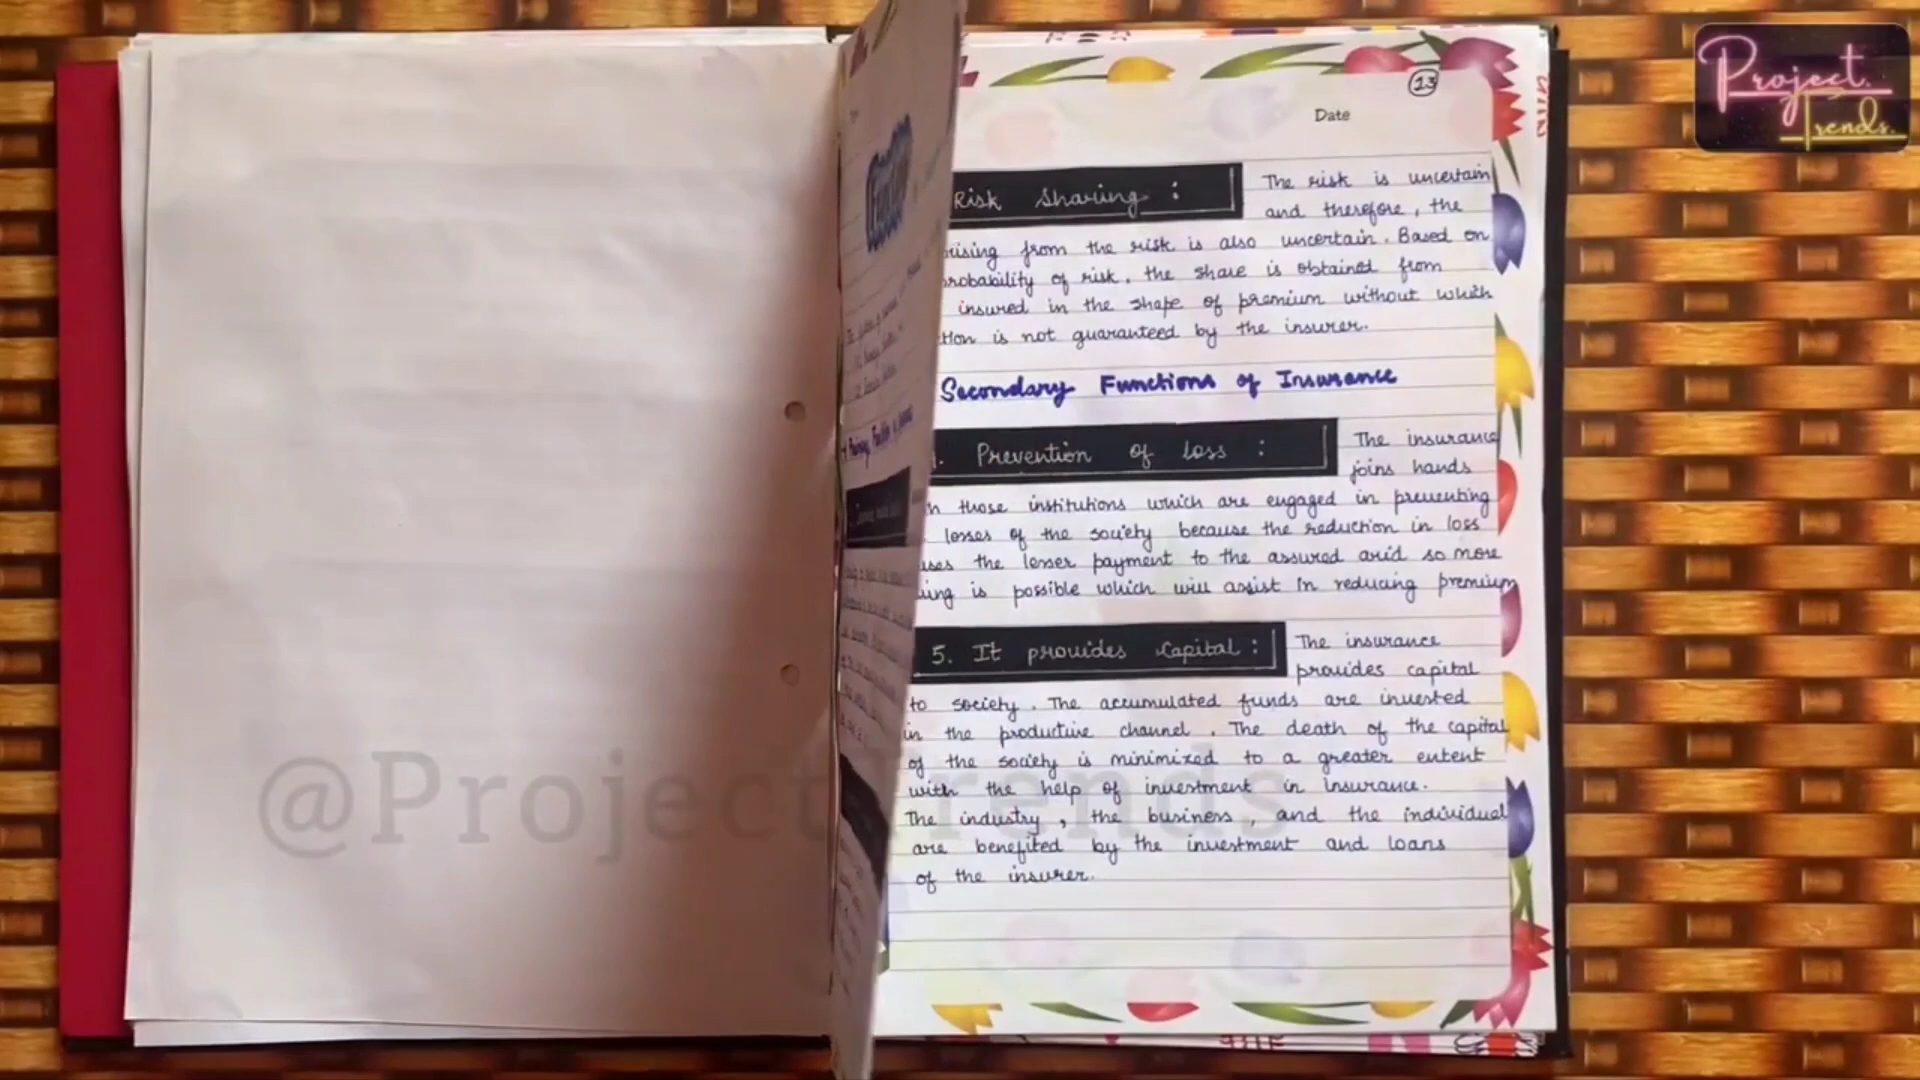 Project
Trends.
13
Date
Risk Sharing :
The risk is uncertain
and therefore, the
rising from the risk is also uncertain. Based on
probability of risk, the share is obtained from
insured in the shape of premium without which
tion is not guaranteed by the insurer.
Secondary Functions of Insurance
Prevention of loss :
The insurance
joins hands
those institutions which are engaged in preventing
losses of the society because the reduction in loss
the lesser payment to the assured and so more
is possible which will assist in reducing premium
5. It provides Capital :
The insurance
provides capital
to society. The accumulated funds are invested
in the productive channel. The death of the capital
of the society is minimized to a greater extent
with the help of investment in insurance.
The industry, the business, and the individual
are benefited by the investment and loans
of the insurer.
@ProjectTrends